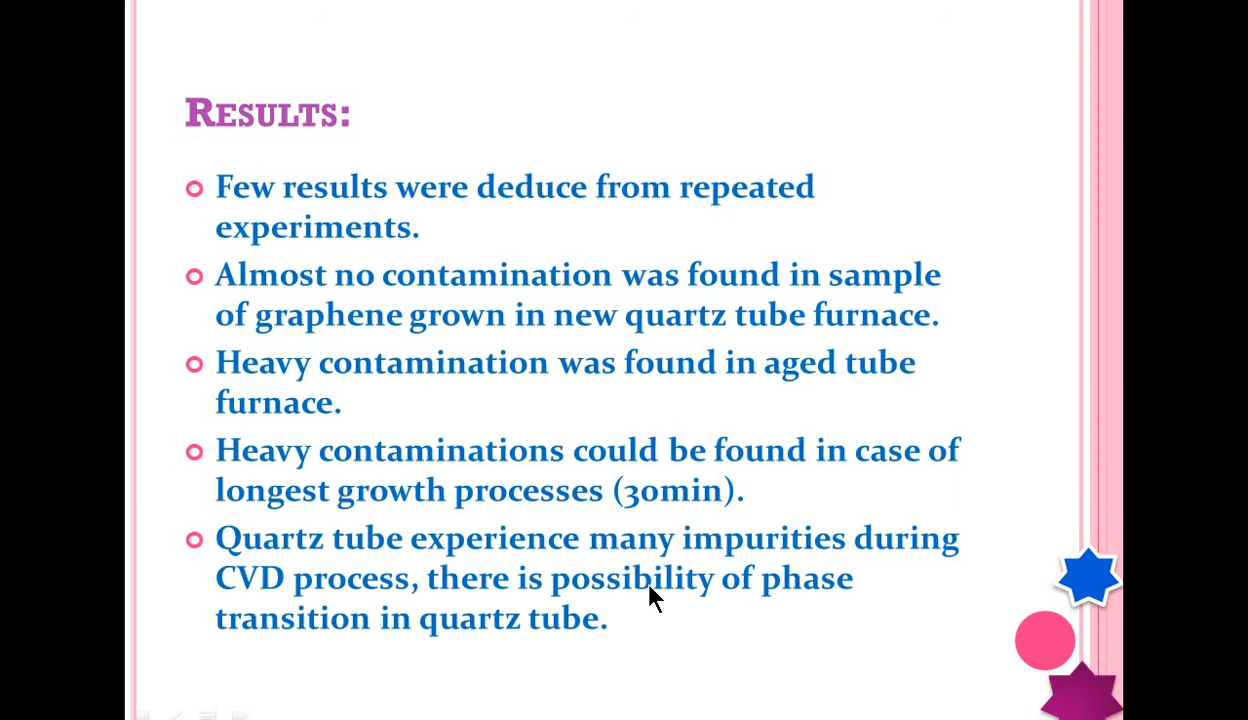 RESULTS:
Few results were deduce from repeated
experiments.
Almost no contamination was found in sample
of graphene grown in new quartz tube furnace.
Heavy contamination was found in aged tube
furnace.
Heavy contaminations could be found in case of
longest growth processes (30min).
Quartz tube experience many impurities during
CVD process, there is possibility of phase
transition in quartz tube.